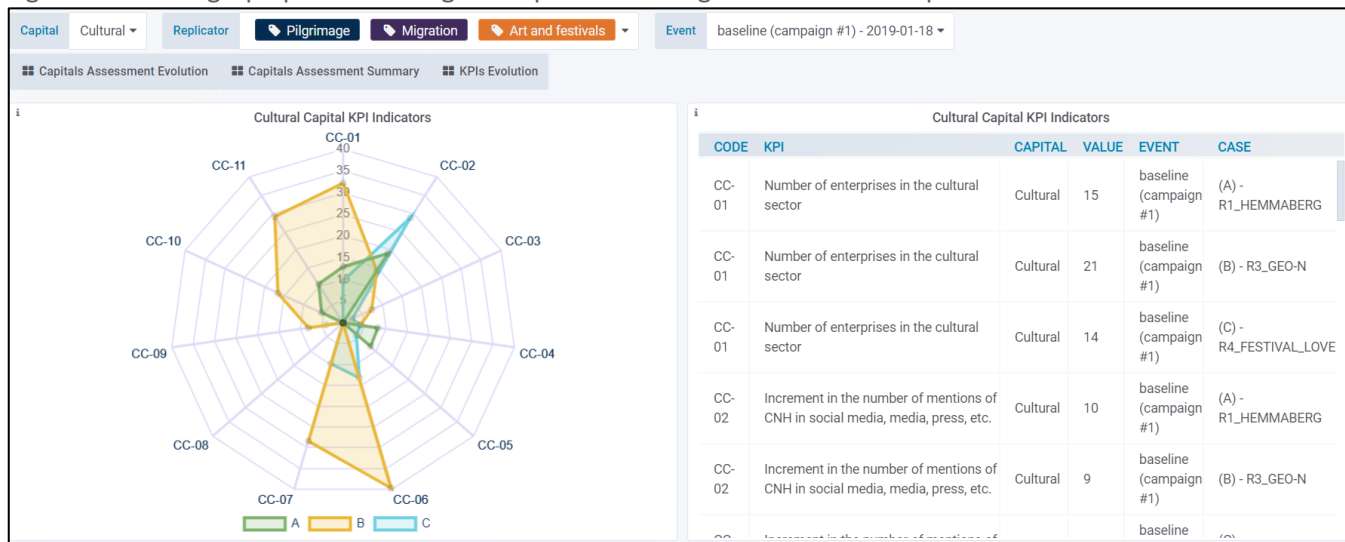 Capital Cultural Replicator Pilgrimage Migration Art and festivals Event baseline (campaign #1) - 2019-01-18
Capitals Assessment Evolution Capitals Assessment Summary KPIs Evolution
i Cultural Capital KPI Indicators
CC-01
40
CC-11 CC-02
35
30
25
CC-10 20 CC-03
15
10
5
CC-09 CC-04
CC-08 CC-05
CC-07 CC-06
A B C
i Cultural Capital KPI Indicators
CODE KPI CAPITAL VALUE EVENT CASE
CC-01 Number of enterprises in the cultural sector Cultural 15 baseline (campaign #1) (A) - R1_HEMMABERG
CC-01 Number of enterprises in the cultural sector Cultural 21 baseline (campaign #1) (B) - R3_GEO-N
CC-01 Number of enterprises in the cultural sector Cultural 14 baseline (campaign #1) (C) - R4_FESTIVAL_LOVE
CC-02 Increment in the number of mentions of CNH in social media, media, press, etc. Cultural 10 baseline (campaign #1) (A) - R1_HEMMABERG
CC-02 Increment in the number of mentions of CNH in social media, media, press, etc. Cultural 9 baseline (campaign #1) (B) - R3_GEO-N
baseline